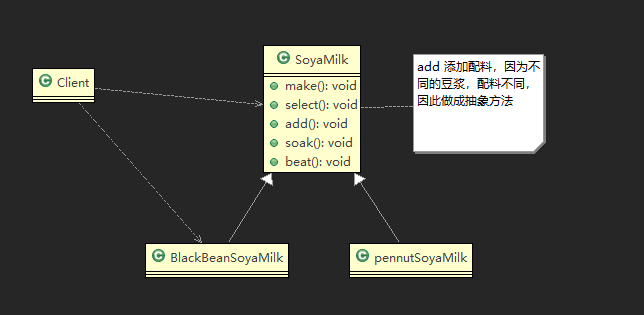 Client
SoyaMilk
make(): void
select(): void
add(): void
soak(): void
beat(): void
add 添加配料，因为不
同的豆浆，配料不同，
因此做成抽象方法
BlackBeanSoyaMilk
pennutSoyaMilk